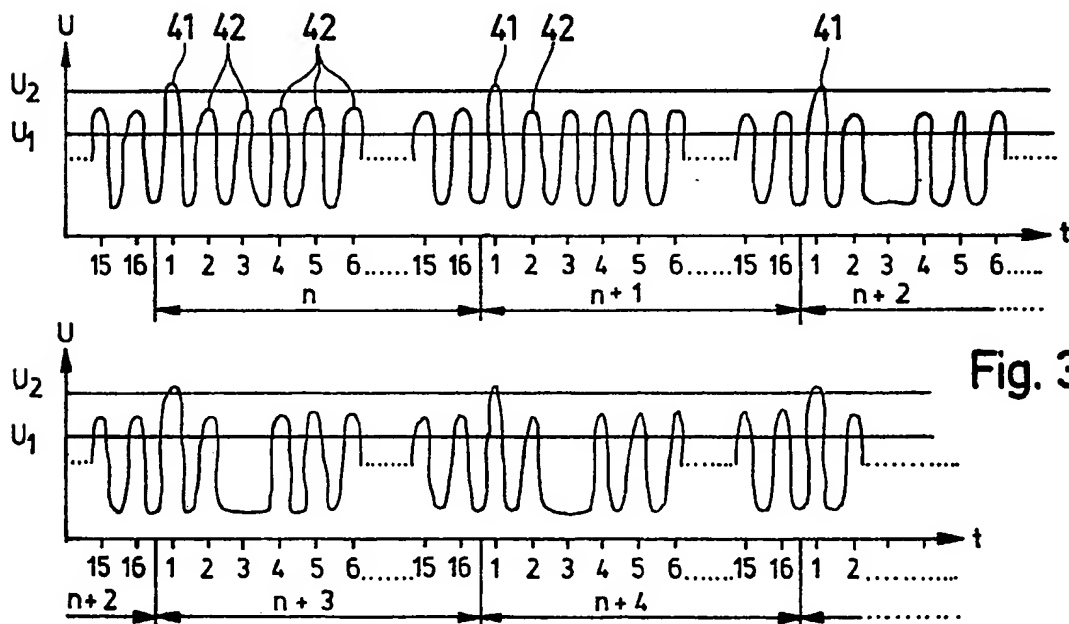 U 41 42 42 41 42 41
U₂
U₁
t
15 16 1 2 3 4 5 6 ...... 15 16 1 2 3 4 5 6 ...... 15 16 1 2 3 4 5 6 ......
n n + 1 n + 2 ......
U
U₂ Fig. 3
U₁
t
15 16 1 2 3 4 5 6 ....... 15 16 1 2 3 4 5 6 ....... 15 16 1 2 ............
n+2 n + 3 n + 4 ......